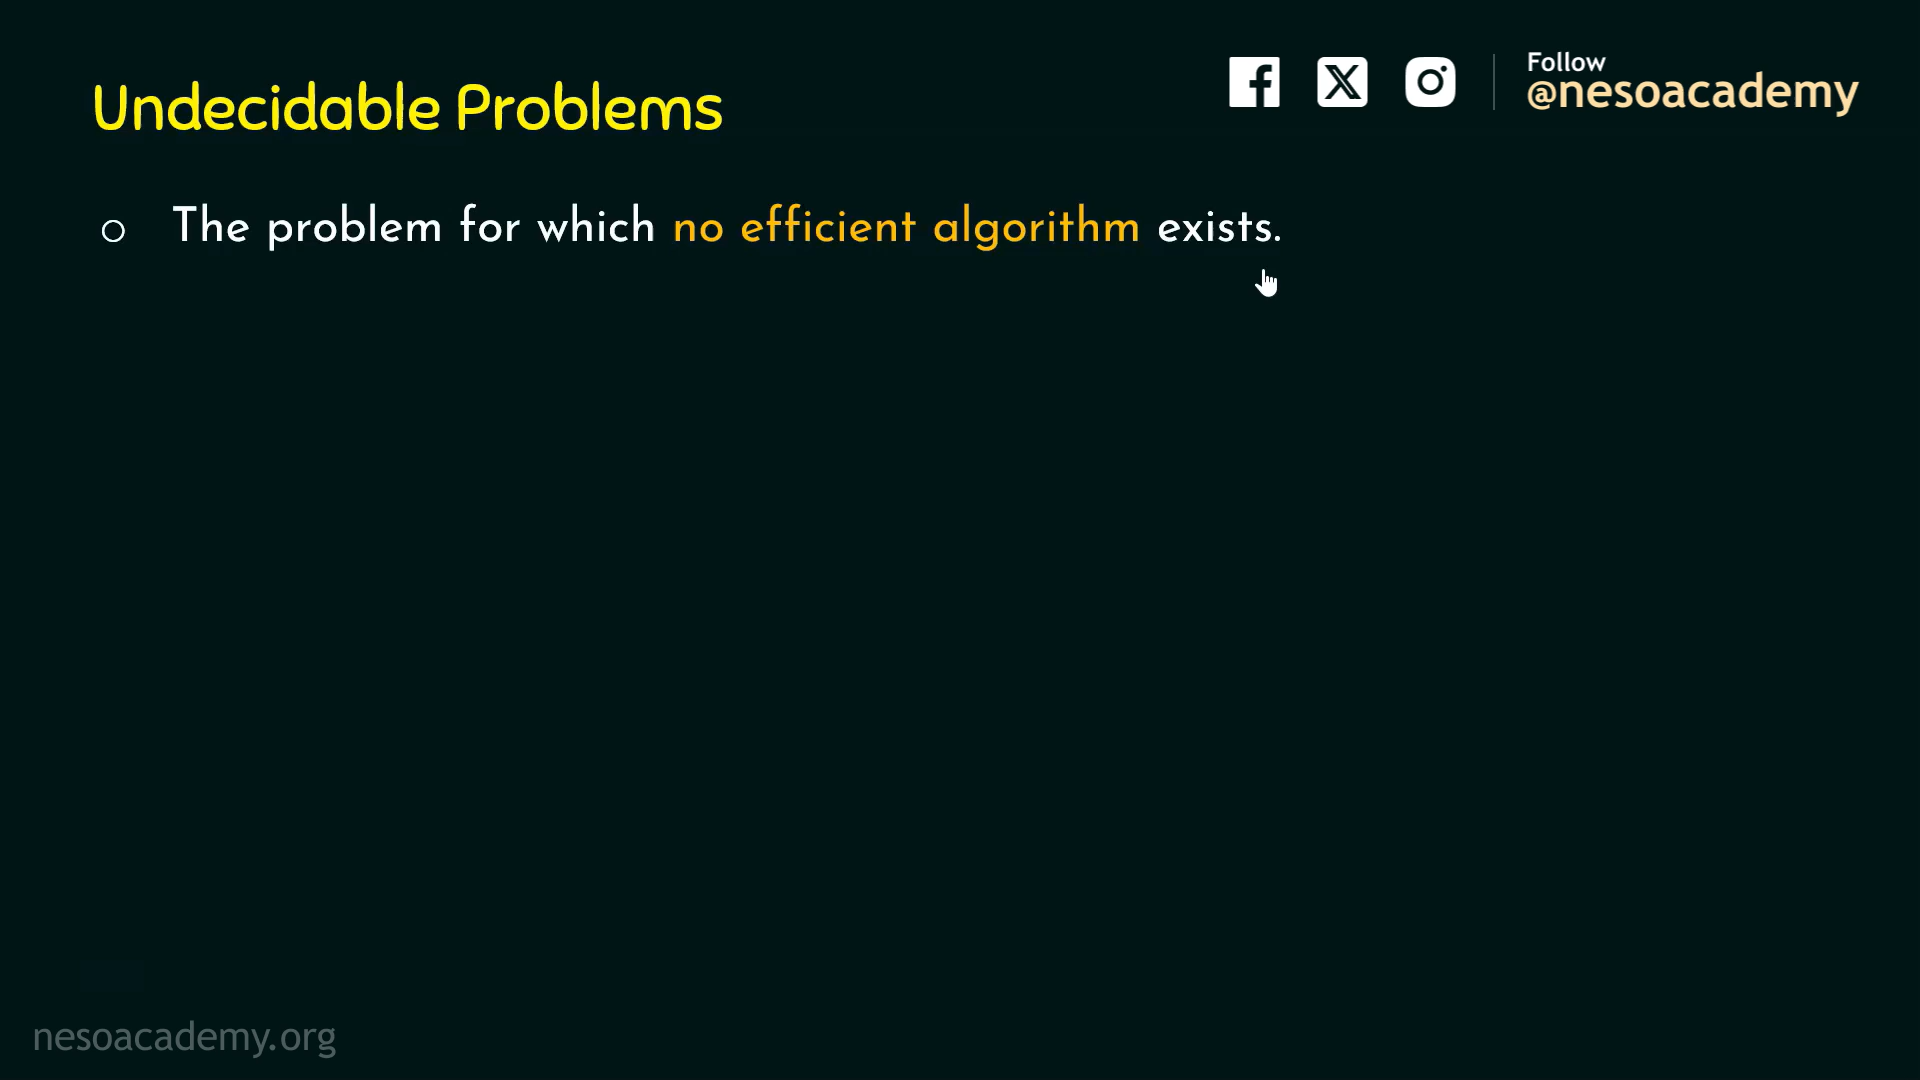 Follow
@nesoacademy
Undecidable Problems
○ The problem for which no efficient algorithm exists.
nesoacademy.org